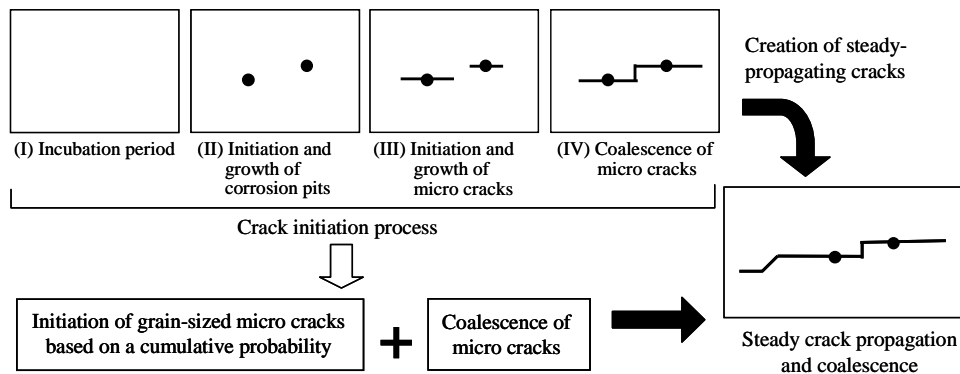 (I) Incubation period
(II) Initiation and
growth of
corrosion pits
(III) Initiation and
growth of
micro cracks
(IV) Coalescence of
micro cracks
Creation of steady-
propagating cracks
Crack initiation process
Initiation of grain-sized micro cracks
based on a cumulative probability
+
Coalescence of
micro cracks
Steady crack propagation
and coalescence